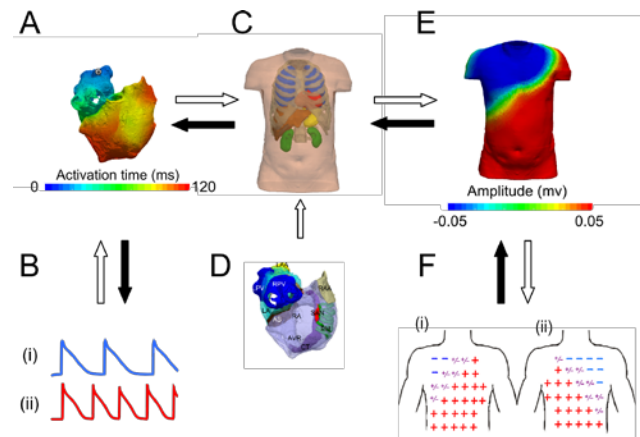 A
C
E
Activation time (ms)
0
120
Amplitude (mv)
-0.05
0.05
B
D
F
(i)
(ii)
PV
RPV
RA
AVR
(i)
(ii)